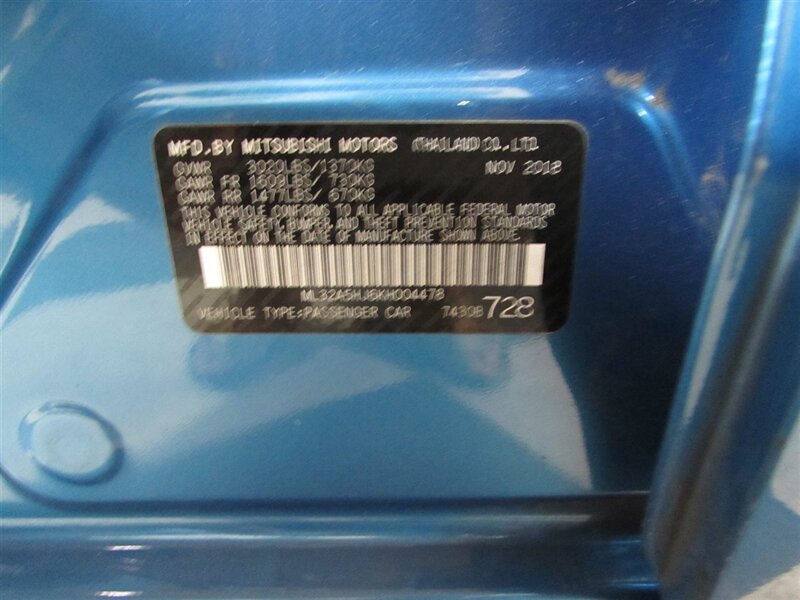 MFD.BY MITSUBISHI MOTORS (THAILAND)CO.,LTD.
GVWR 3020LBS/1370KG NOV 2018
GAWR FR 1609LBS/ 730KG
GAWR RR 1477LBS/ 670KG
THIS VEHICLE CONFORMS TO ALL APPLICABLE FEDERAL MOTOR
VEHICLE SAFETY,BUMPER,AND THEFT PREVENTION STANDARDS
IN EFFECT ON THE DATE OF MANUFACTURE SHOWN ABOVE.
ML32A5HJ6KH004478
VEHICLE TYPE:PASSENGER CAR 7430B 728